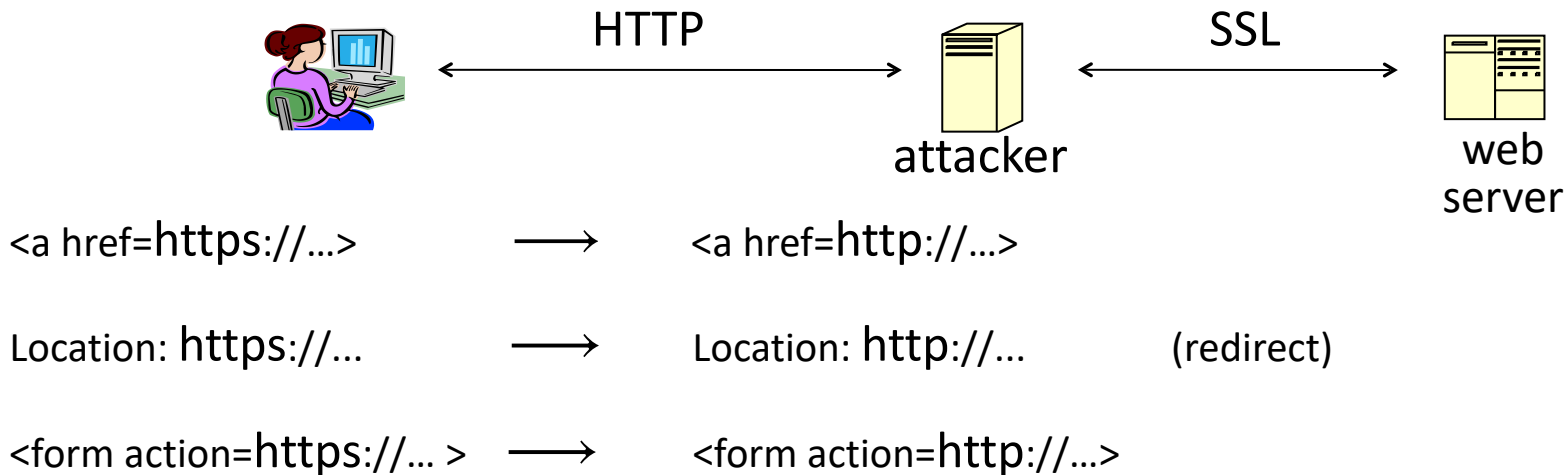 HTTP SSL
attacker
web
server
<a href=https://...> ⟶ <a href=http://...>
Location: https://... ⟶ Location: http://... (redirect)
<form action=https://... > ⟶ <form action=http://...>